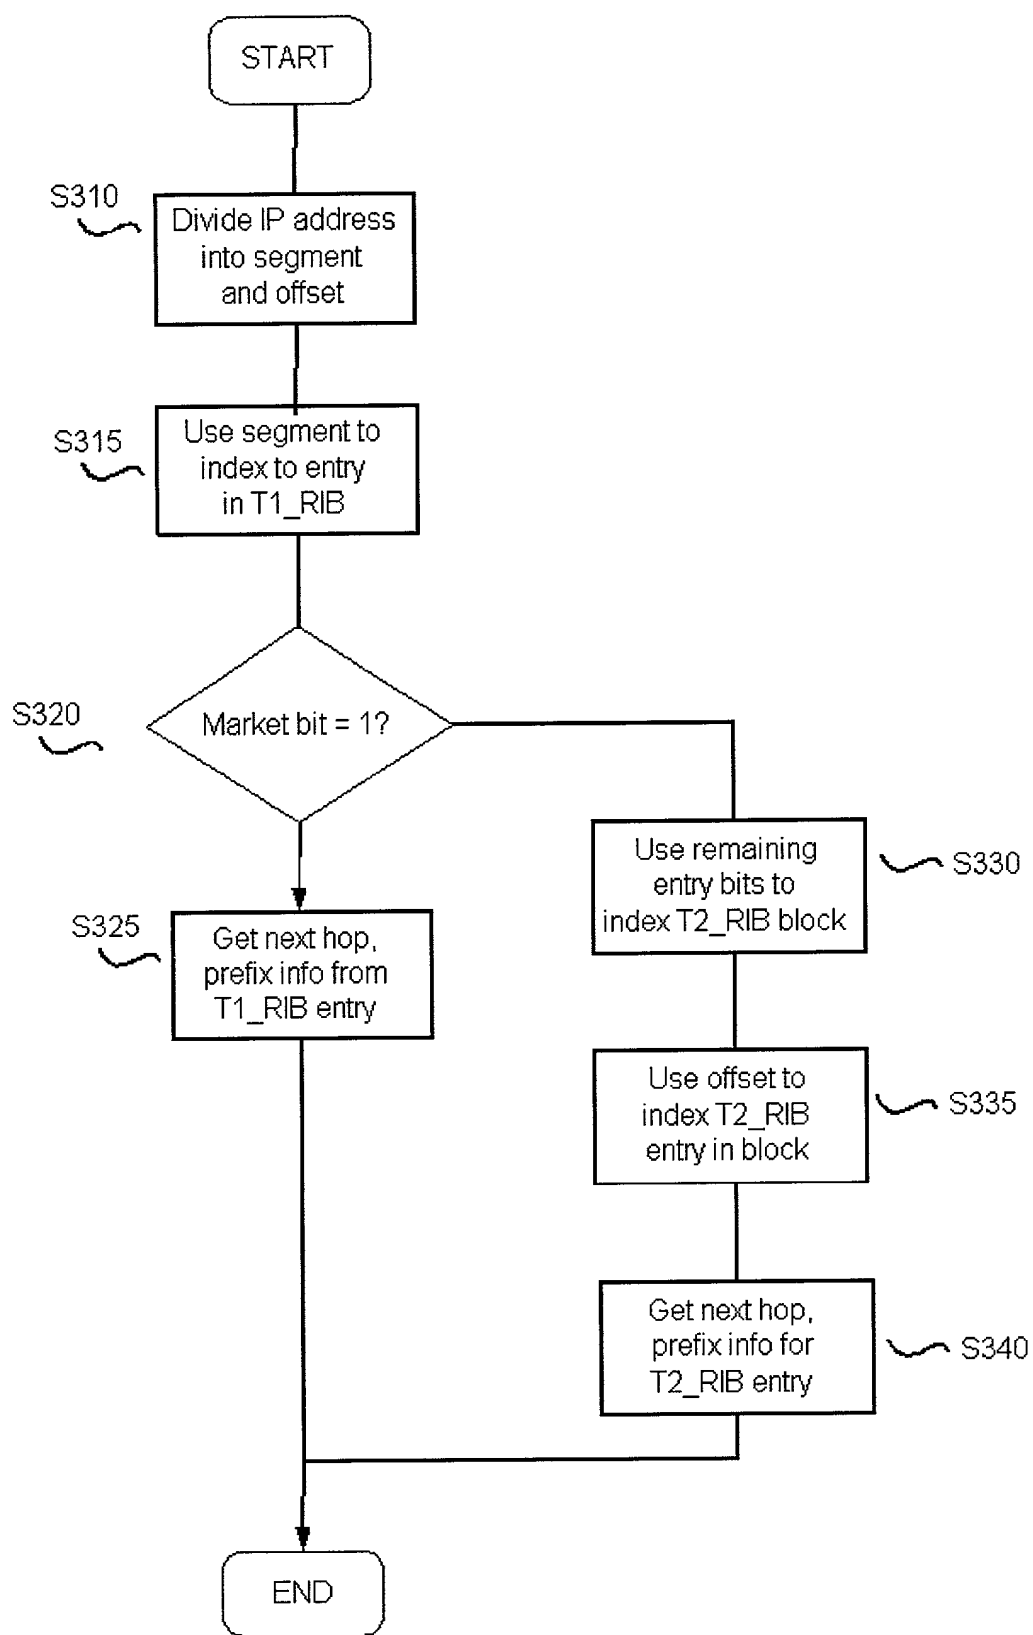 START
S310
Divide IP address
into segment
and offset
S315
Use segment to
index to entry
in T1_RIB
S320
Market bit = 1?
S325
Get next hop,
prefix info from
T1_RIB entry
Use remaining
entry bits to
index T2_RIB block
S330
Use offset to
index T2_RIB
entry in block
S335
Get next hop,
prefix info for
T2_RIB entry
S340
END